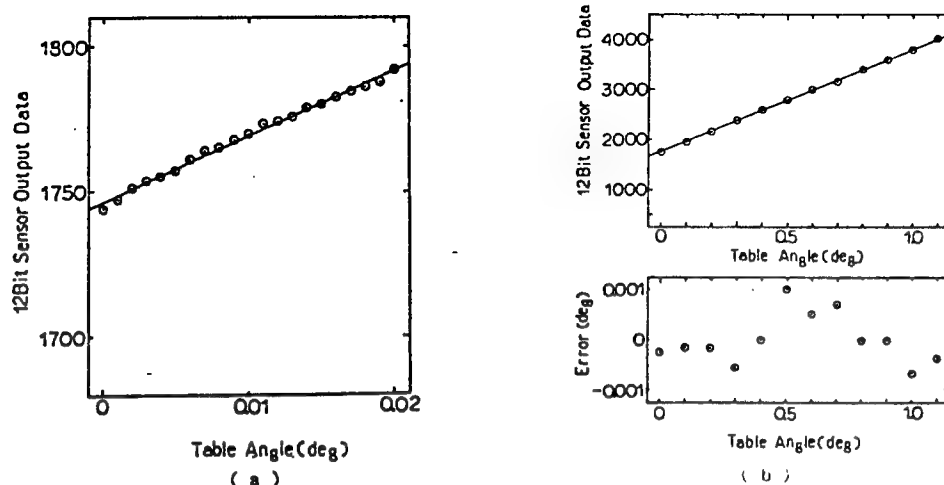 1800
1750
1700
12Bit Sensor Output Data
0 0.01 0.02
Table Angle(deg)
( a )
4000
3000
2000
1000
12Bit Sensor Output Data
0 0.5 1.0
Table Angle(deg)
0.001
0
-0.001
Error(deg)
0 0.5 1.0
Table Angle(deg)
( b )